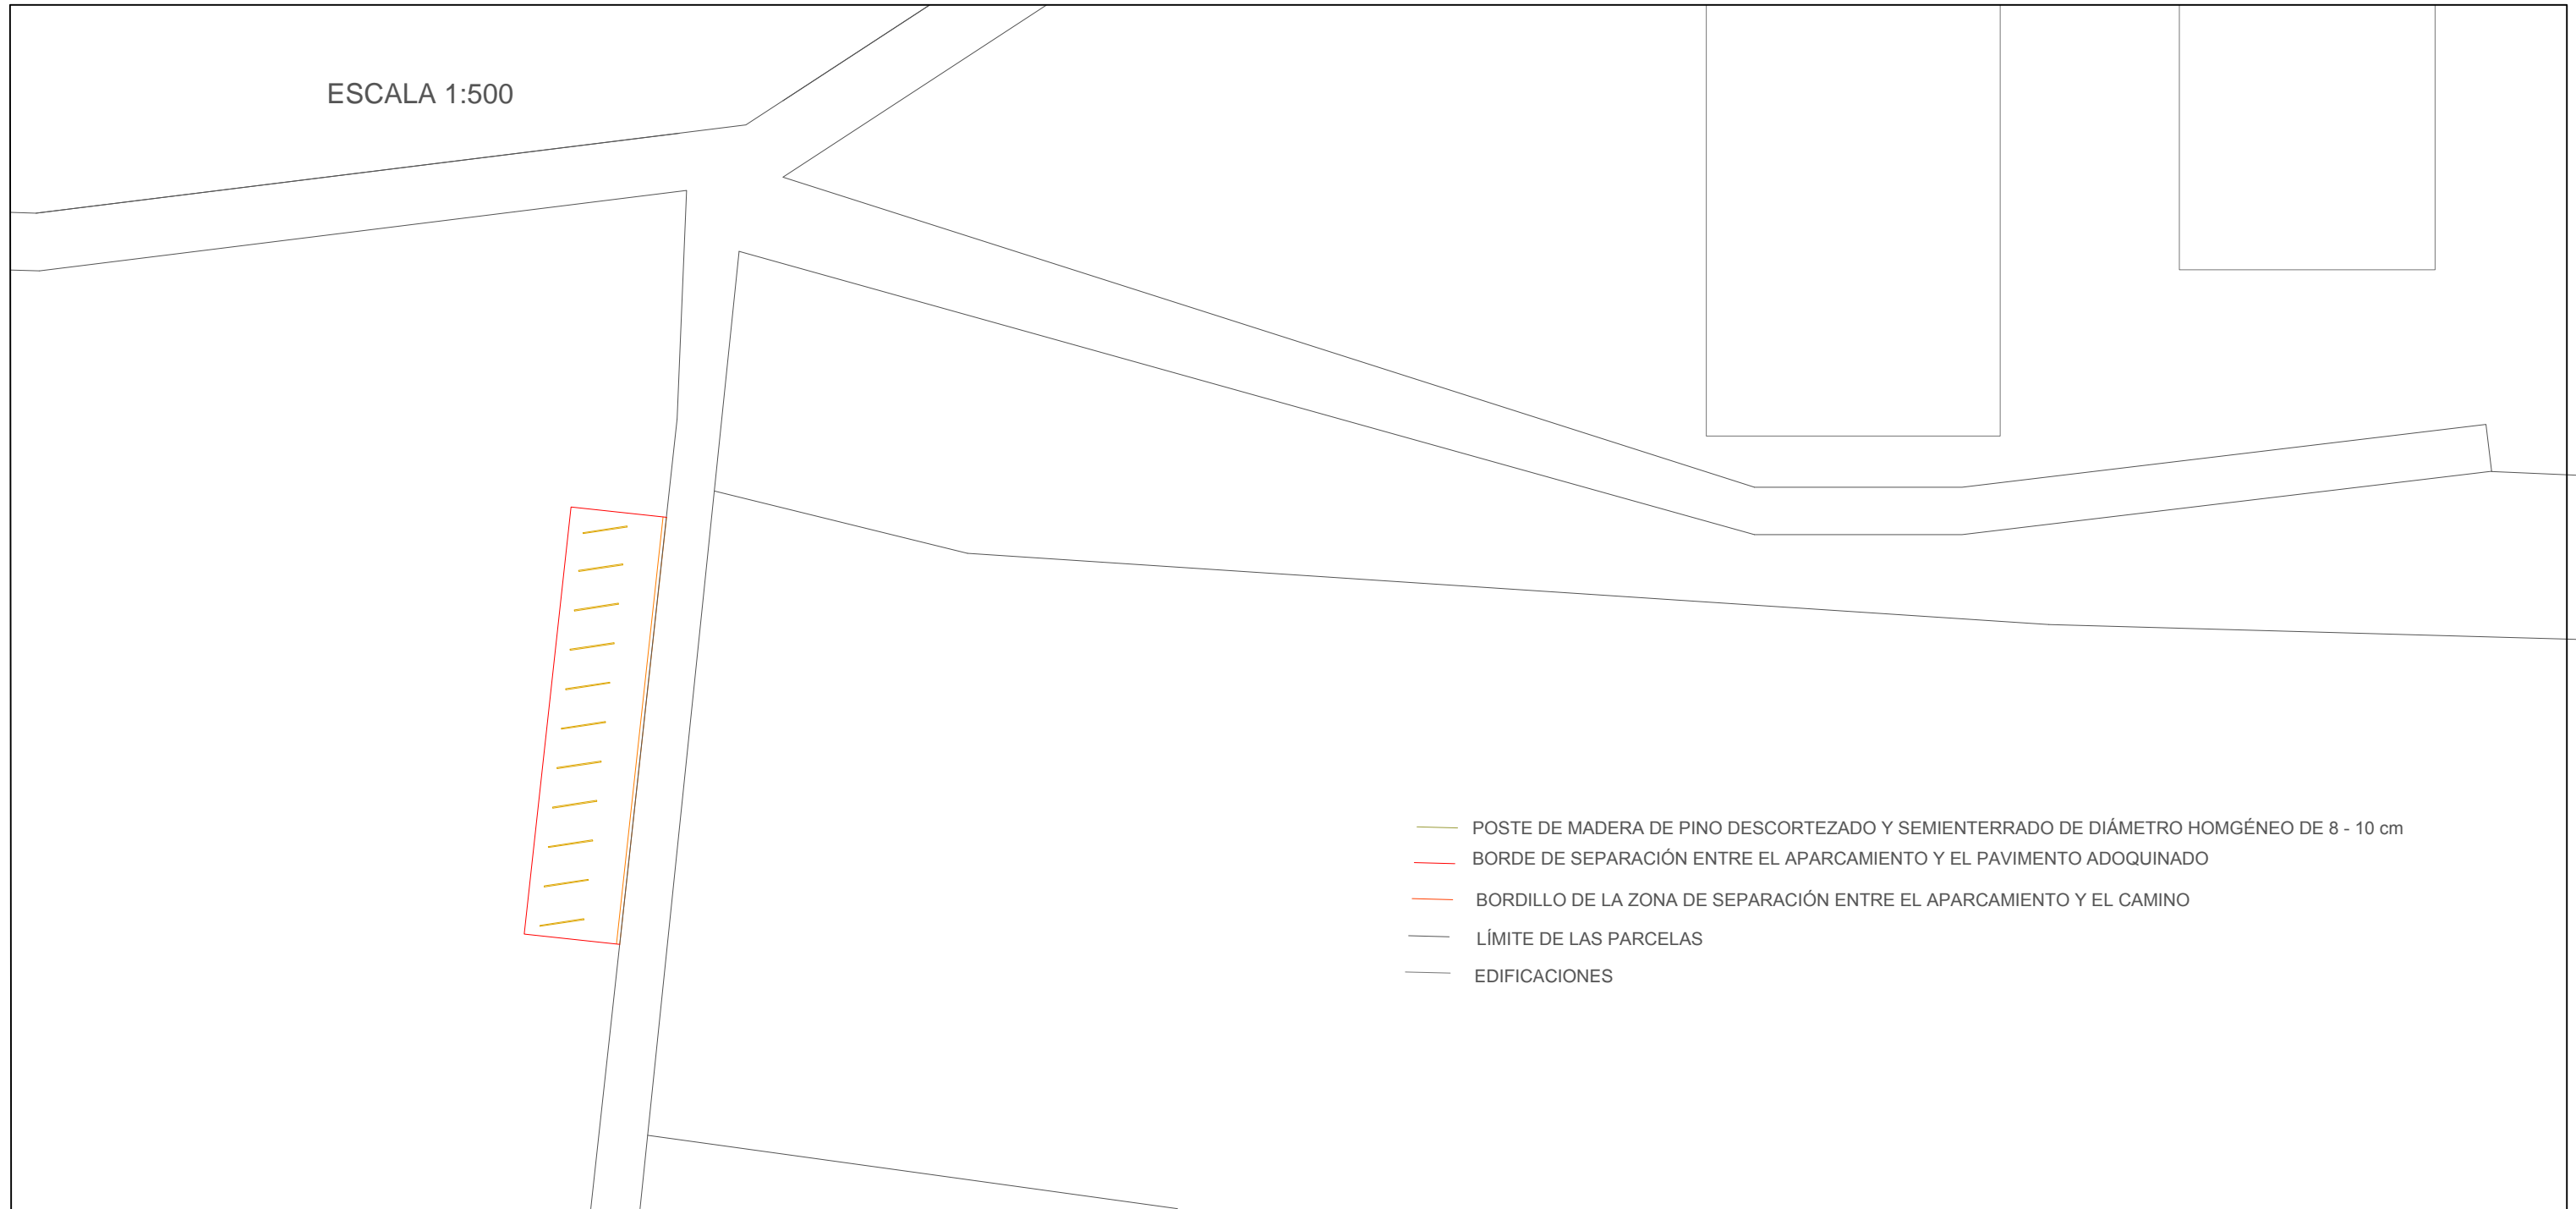 ESCALA 1:500
POSTE DE MADERA DE PINO DESCORTEZADO Y SEMIENTERRADO DE DIÁMETRO HOMGÉNEO DE 8 - 10 cm
BORDE DE SEPARACIÓN ENTRE EL APARCAMIENTO Y EL PAVIMENTO ADOQUINADO
BORDILLO DE LA ZONA DE SEPARACIÓN ENTRE EL APARCAMIENTO Y EL CAMINO
LÍMITE DE LAS PARCELAS
EDIFICACIONES